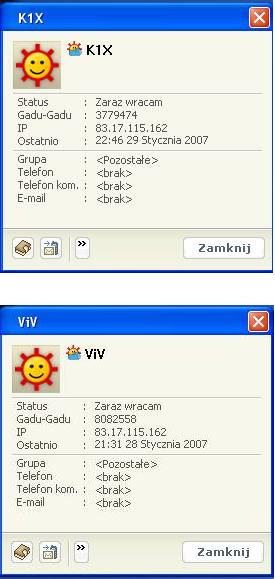 K1X
K1X
Status : Zaraz wracam
Gadu-Gadu : 3779474
IP : 83.17.115.162
Ostatnio : 22:46 29 Stycznia 2007
Grupa : <Pozostałe>
Telefon : <brak>
Telefon kom. : <brak>
E-mail : <brak>
»
Zamknij
ViV
ViV
Status : Zaraz wracam
Gadu-Gadu : 8082558
IP : 83.17.115.162
Ostatnio : 21:31 28 Stycznia 2007
Grupa : <Pozostałe>
Telefon : <brak>
Telefon kom. : <brak>
E-mail : <brak>
»
Zamknij